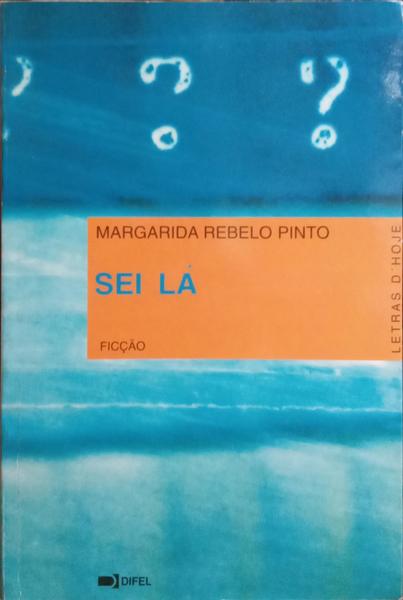 ? ? ?
MARGARIDA REBELO PINTO
SEI LÁ
FICÇÃO
LETRAS D'HOJE
DIFEL